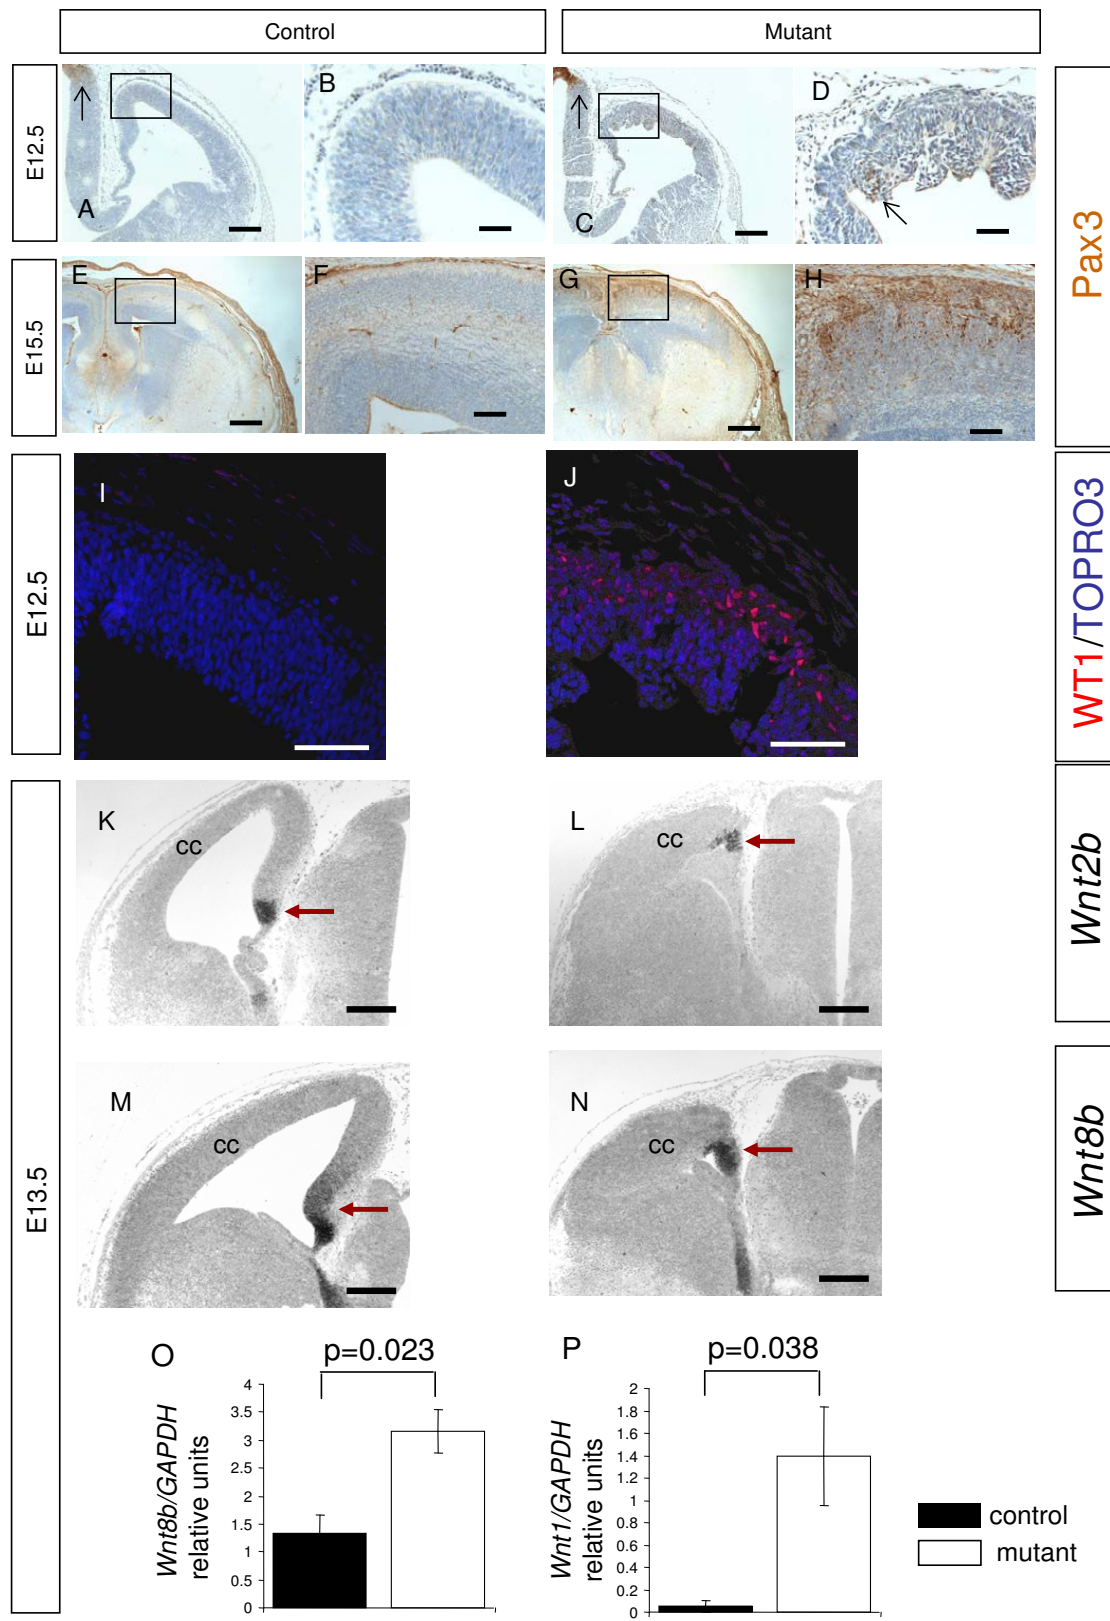 Control
Mutant
E12.5
A
B
C
D
Pax3
E15.5
E
F
G
H
E12.5
I
J
WT1/TOPRO3
E13.5
K
cc
L
cc
Wnt2b
M
cc
N
cc
Wnt8b
O
p=0.023
Wnt8b/GAPDH
relative units
4
3.5
3
2.5
2
1.5
1
0.5
0
P
p=0.038
Wnt1/GAPDH
relative units
2
1.8
1.6
1.4
1.2
1
0.8
0.6
0.4
0.2
0
control
mutant